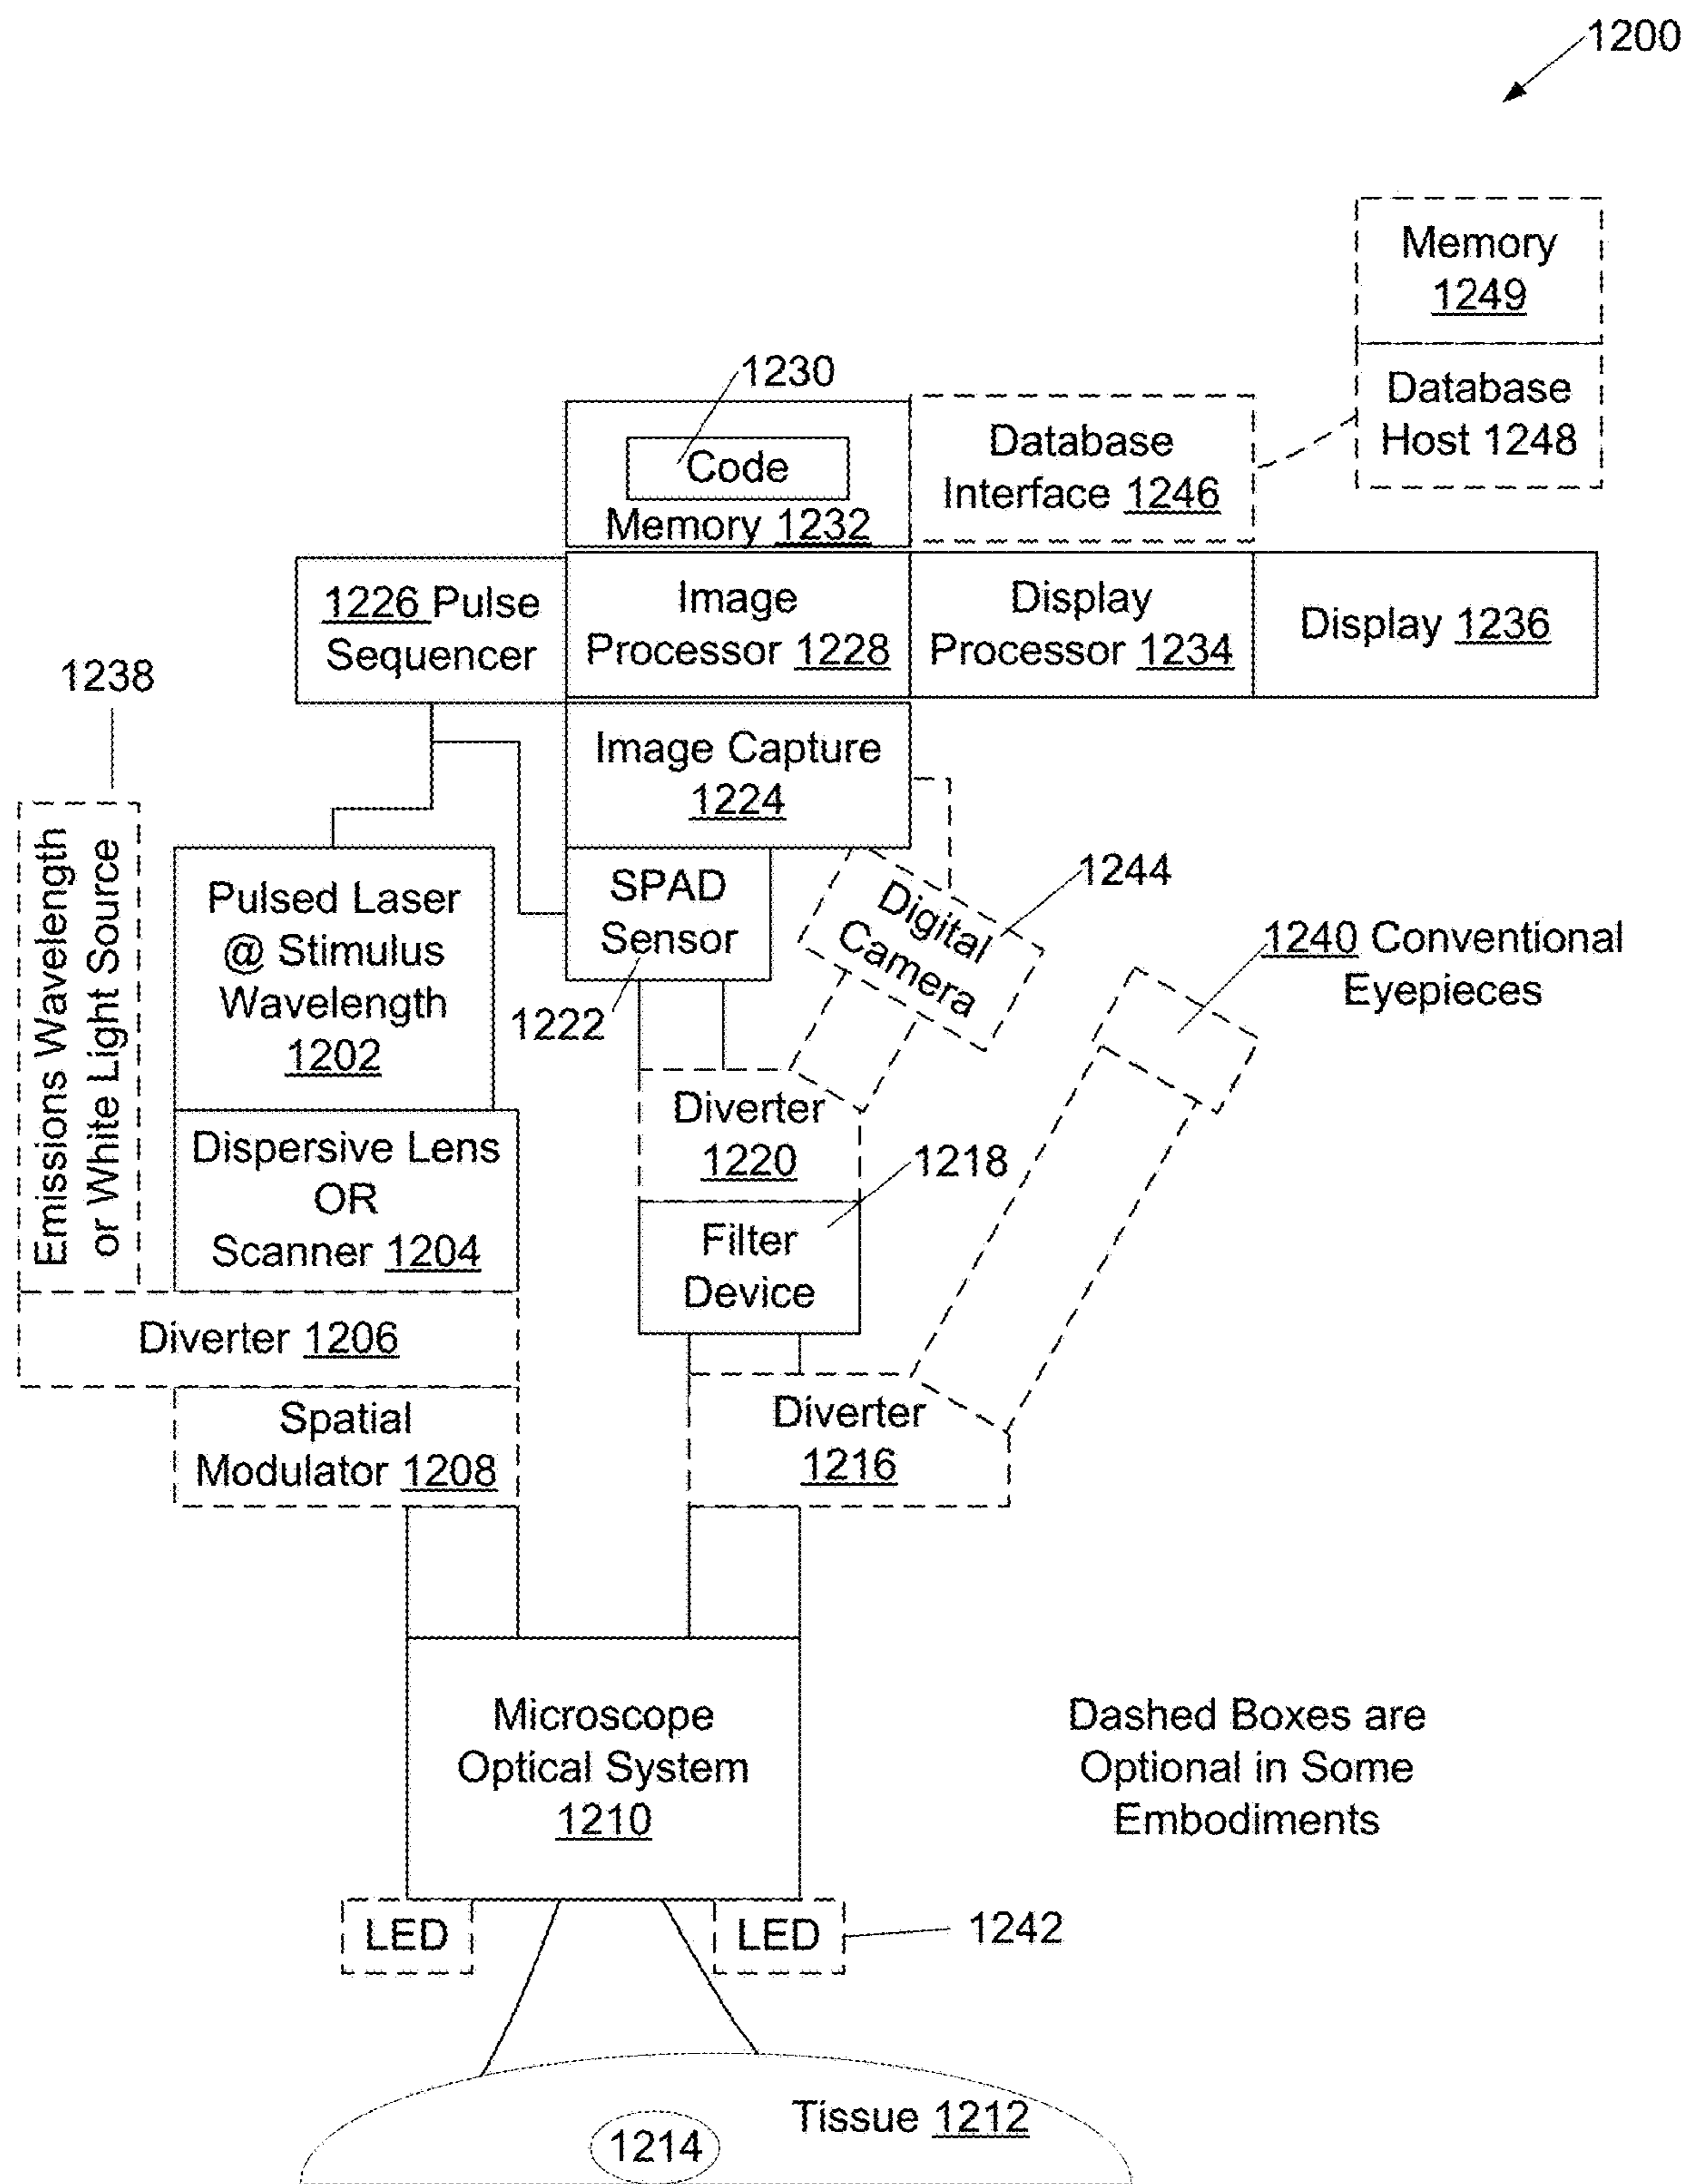 1200
Memory
1249
Database
Host 1248
1230
Code
Memory 1232
Database
Interface 1246
1226 Pulse
Sequencer
Image
Processor 1228
Display
Processor 1234
Display 1236
1238
Image Capture
1224
Emissions Wavelength
or White Light Source
Pulsed Laser
@ Stimulus
Wavelength
1202
SPAD
Sensor
1222
Digital
Camera
1244
1240 Conventional
Eyepieces
Dispersive Lens
OR
Scanner 1204
Diverter
1220
1218
Filter
Device
Diverter 1206
Spatial
Modulator 1208
Diverter
1216
Microscope
Optical System
1210
Dashed Boxes are
Optional in Some
Embodiments
LED
LED
1242
Tissue 1212
1214